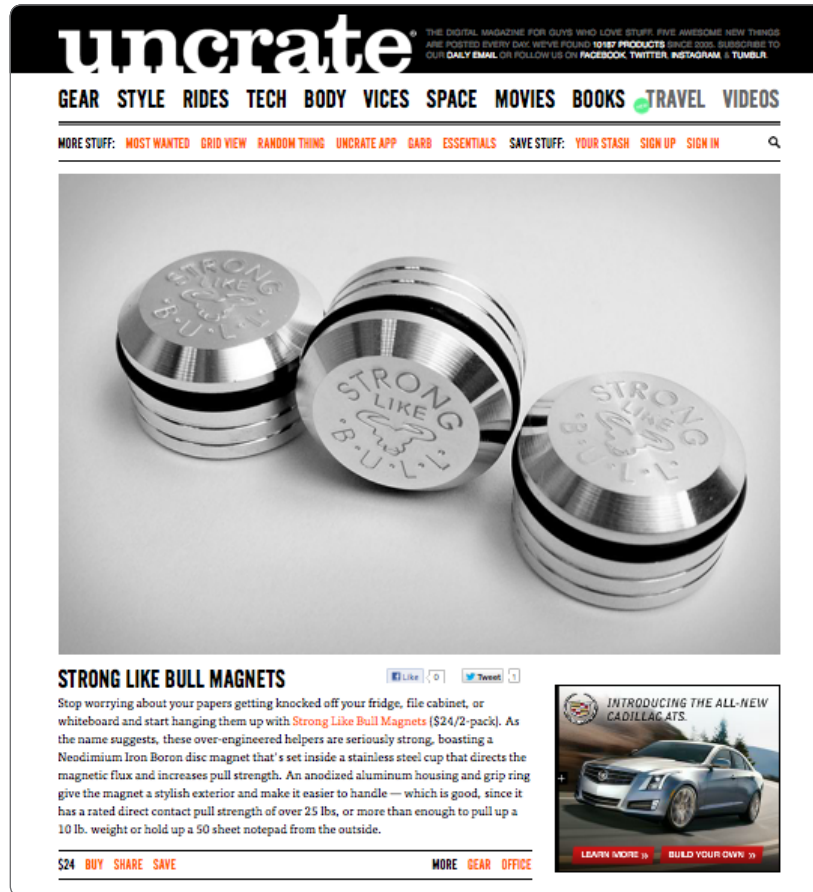 uncrate
THE DIGITAL MAGAZINE FOR GUYS WHO LOVE STUFF. FIVE AWESOME NEW THINGS
ARE POSTED EVERY DAY. WE'VE FOUND 10187 PRODUCTS SINCE 2005. SUBSCRIBE TO
OUR DAILY EMAIL OR FOLLOW US ON FACEBOOK, TWITTER, INSTAGRAM, & TUMBLR.
GEAR STYLE RIDES TECH BODY VICES SPACE MOVIES BOOKS TRAVEL VIDEOS
MORE STUFF: MOST WANTED GRID VIEW RANDOM THING UNCRATE APP GARB ESSENTIALS SAVE STUFF: YOUR STASH SIGN UP SIGN IN
STRONG LIKE B·U·L·L
STRONG LIKE B·U·L·L
STRONG LIKE B·U·L·L
STRONG LIKE BULL MAGNETS
Like 0 Tweet 1
Stop worrying about your papers getting knocked off your fridge, file cabinet, or
whiteboard and start hanging them up with Strong Like Bull Magnets ($24/2-pack). As
the name suggests, these over-engineered helpers are seriously strong, boasting a
Neodimium Iron Boron disc magnet that's set inside a stainless steel cup that directs the
magnetic flux and increases pull strength. An anodized aluminum housing and grip ring
give the magnet a stylish exterior and make it easier to handle — which is good, since it
has a rated direct contact pull strength of over 25 lbs, or more than enough to pull up a
10 lb. weight or hold up a 50 sheet notepad from the outside.
$24 BUY SHARE SAVE MORE GEAR OFFICE
INTRODUCING THE ALL-NEW
CADILLAC ATS.
LEARN MORE » BUILD YOUR OWN »